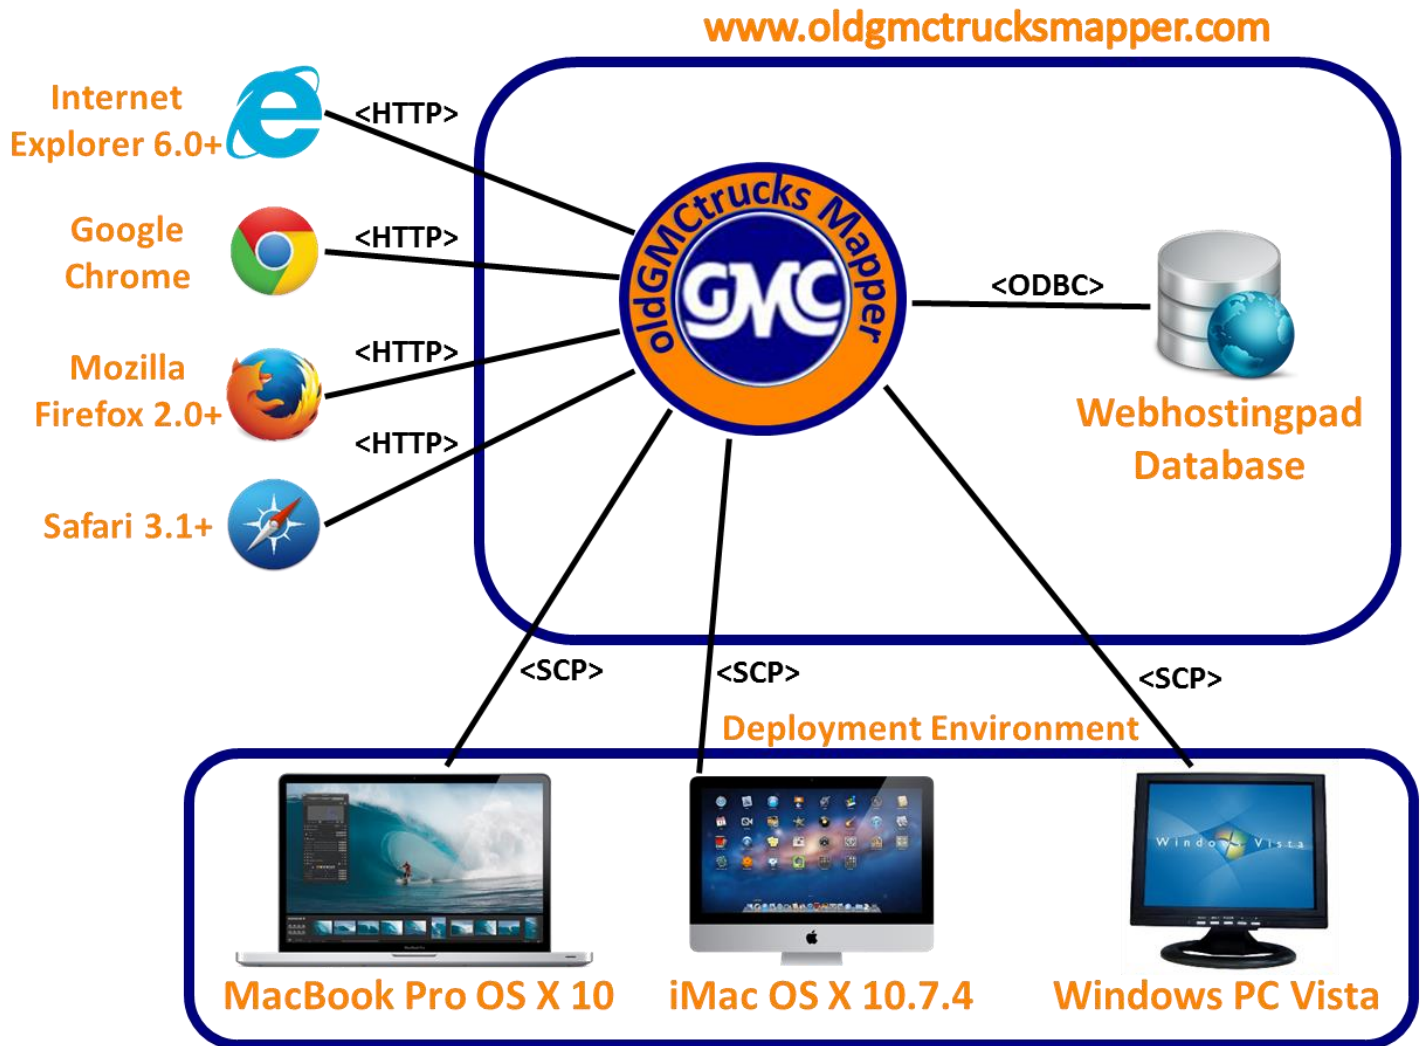 www.oldgmctrucksmapper.com
Internet
Explorer 6.0+
<HTTP>
Google
Chrome
<HTTP>
Mozilla
Firefox 2.0+
<HTTP>
Safari 3.1+
<HTTP>
oldGMCtrucks Mapper
GMC
<ODBC>
Webhostingpad
Database
<SCP>
<SCP>
<SCP>
Deployment Environment
Windows Vista
MacBook Pro OS X 10
iMac OS X 10.7.4
Windows PC Vista